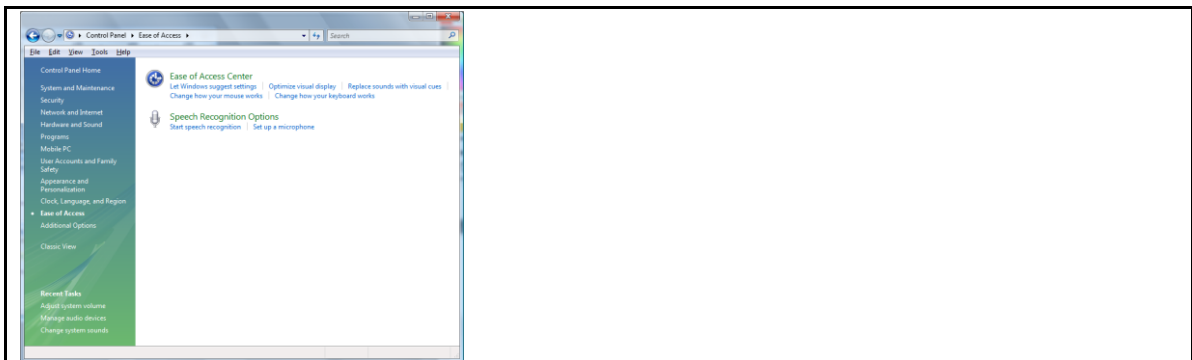 Control Panel ▸ Ease of Access ▸
Search
File Edit View Tools Help
Control Panel Home
System and Maintenance
Security
Network and Internet
Hardware and Sound
Programs
Mobile PC
User Accounts and Family
Safety
Appearance and
Personalization
Clock, Language, and Region
• Ease of Access
Additional Options
Classic View
Recent Tasks
Adjust system volume
Manage audio devices
Change system sounds
Ease of Access Center
Let Windows suggest settings | Optimize visual display | Replace sounds with visual cues |
Change how your mouse works | Change how your keyboard works
Speech Recognition Options
Start speech recognition | Set up a microphone